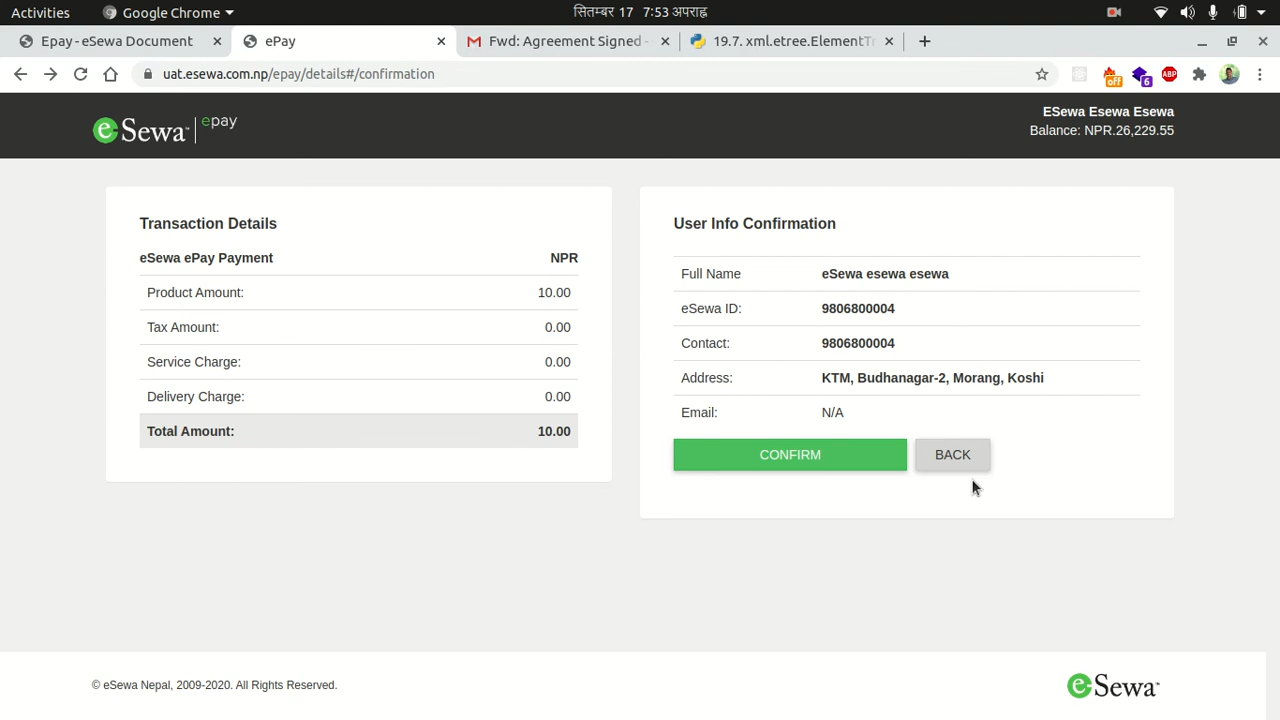 Activities
Google Chrome
सितम्बर 17 7:53 अपराह्न
Epay - eSewa Document
ePay
Fwd: Agreement Signed -
19.7. xml.etree.ElementTr
uat.esewa.com.np/epay/details#/confirmation
off
6
ABP
eSewa epay
ESewa Esewa Esewa
Balance: NPR.26,229.55
Transaction Details
eSewa ePay Payment NPR
Product Amount: 10.00
Tax Amount: 0.00
Service Charge: 0.00
Delivery Charge: 0.00
Total Amount: 10.00
User Info Confirmation
Full Name eSewa esewa esewa
eSewa ID: 9806800004
Contact: 9806800004
Address: KTM, Budhanagar-2, Morang, Koshi
Email: N/A
CONFIRM
BACK
© eSewa Nepal, 2009-2020. All Rights Reserved.
eSewa